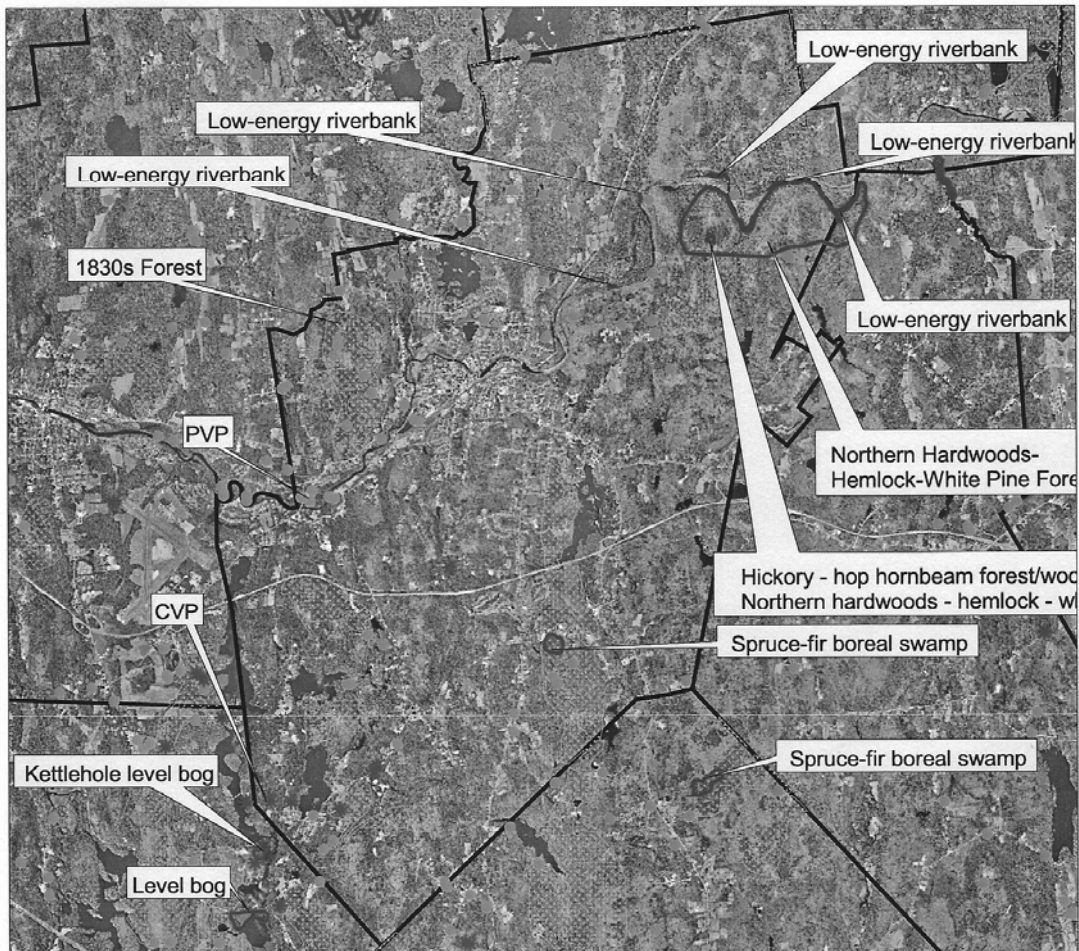 Low-energy riverbank
Low-energy riverbank
Low-energy riverbank
Low-energy riverbank
1830s Forest
Low-energy riverbank
PVP
Northern Hardwoods-
Hemlock-White Pine Fore
Hickory - hop hornbeam forest/woo
Northern hardwoods - hemlock - w
CVP
Spruce-fir boreal swamp
Spruce-fir boreal swamp
Kettlehole level bog
Level bog